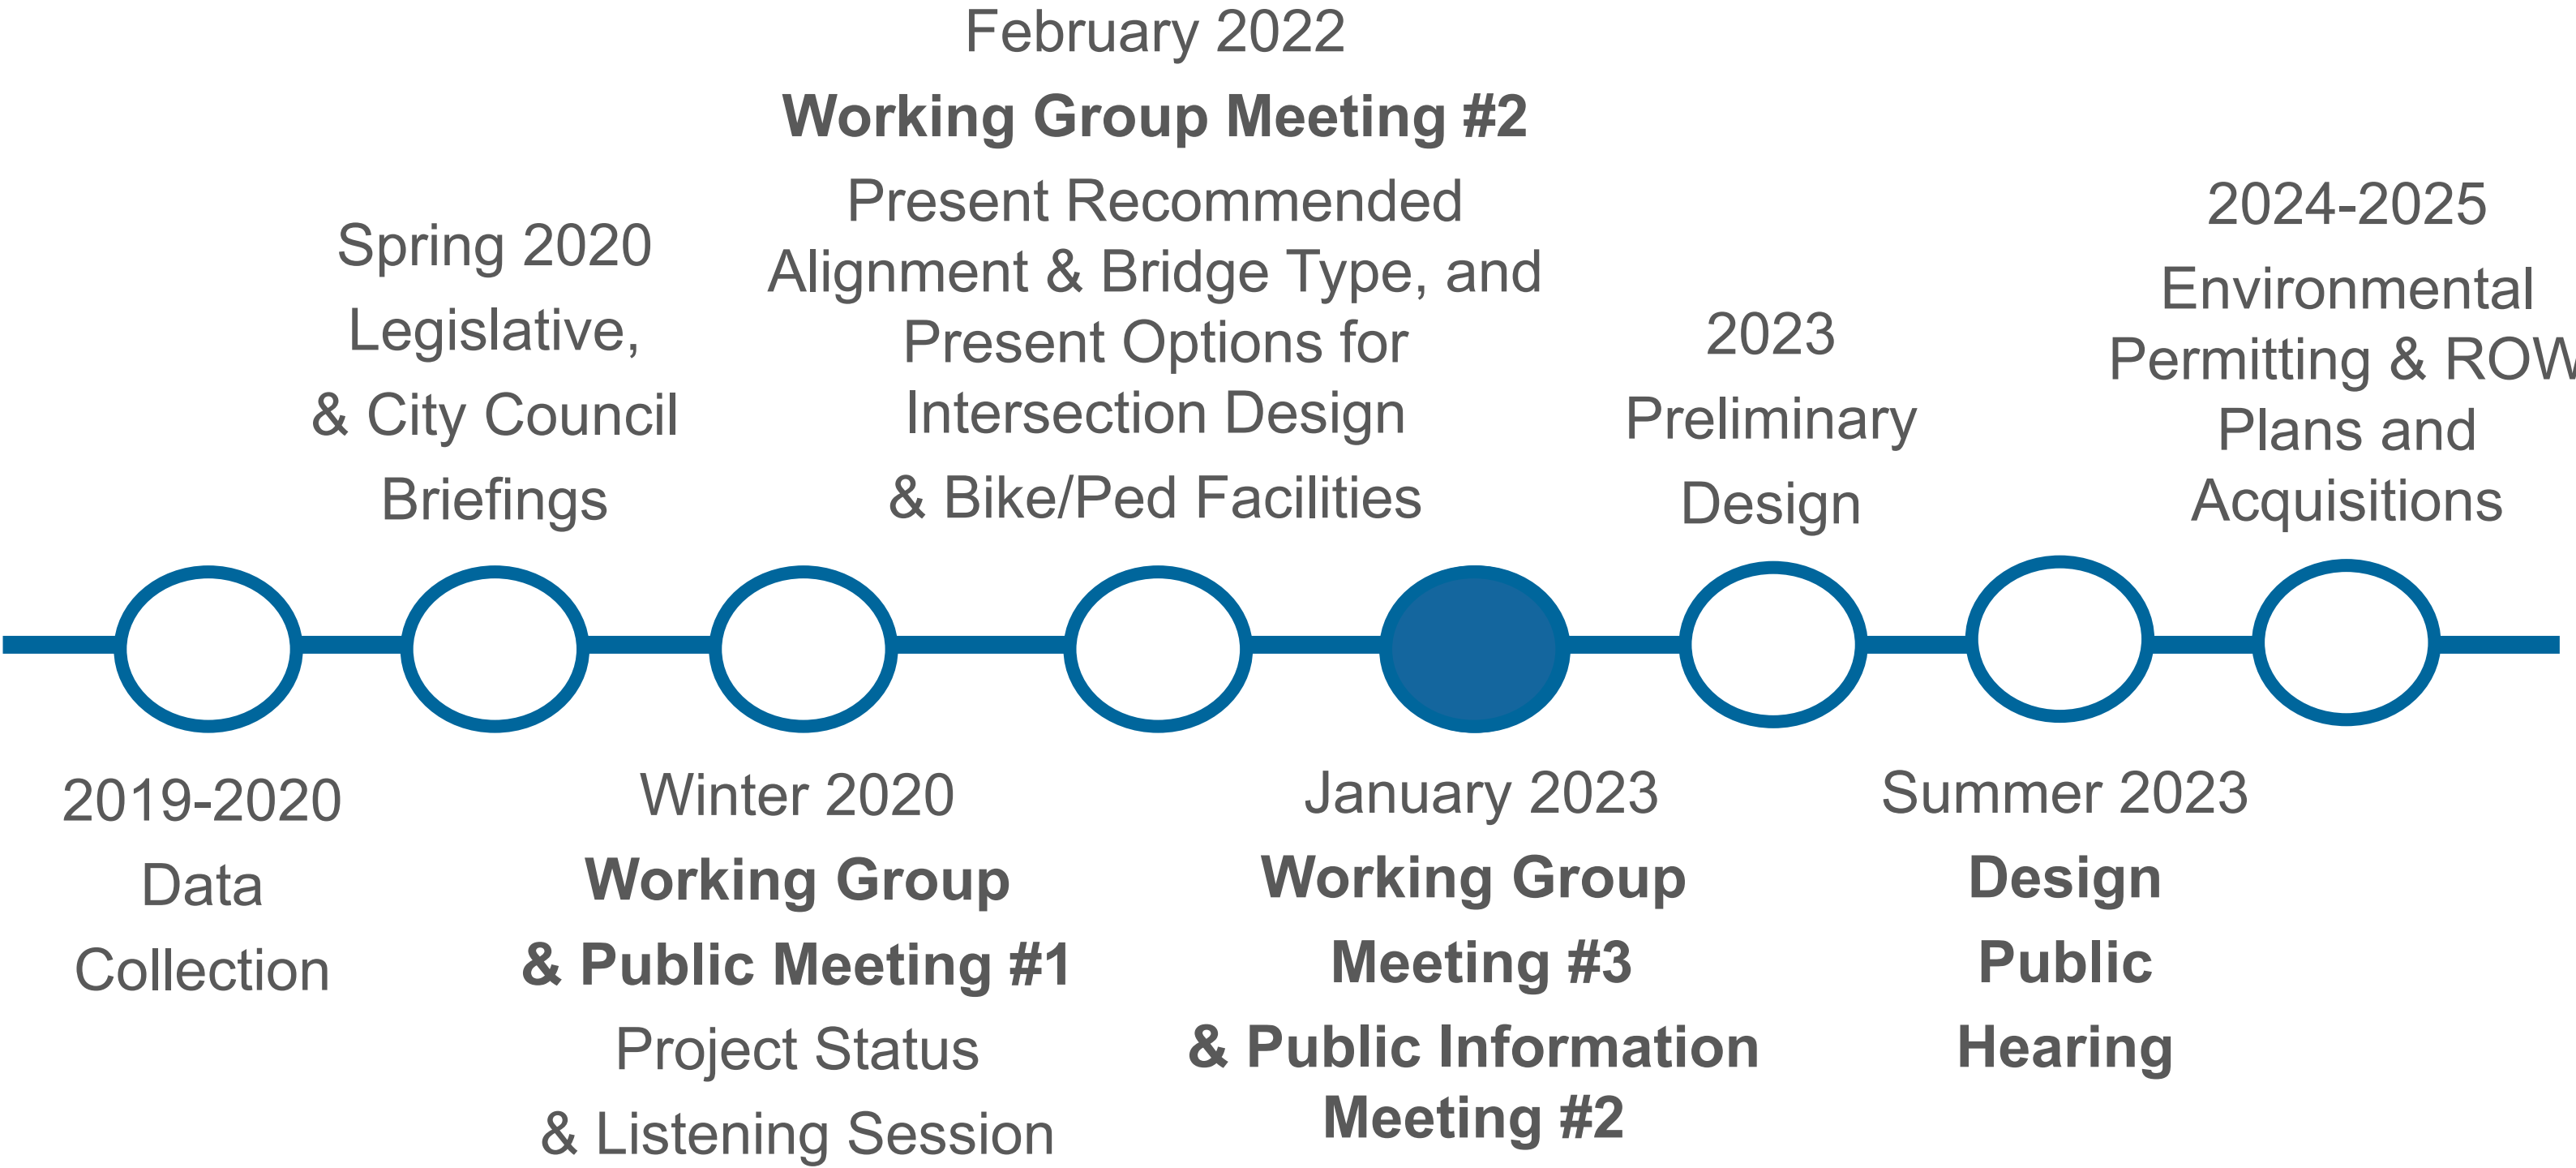 2019-2020
Data
Collection
Spring 2020
Legislative,
& City Council
Briefings
Winter 2020
Working Group
& Public Meeting #1
Project Status
& Listening Session
February 2022
Working Group Meeting #2
Present Recommended
Alignment & Bridge Type, and
Present Options for
Intersection Design
& Bike/Ped Facilities
January 2023
Working Group
Meeting #3
& Public Information
Meeting #2
2023
Preliminary
Design
Summer 2023
Design
Public
Hearing
2024-2025
Environmental
Permitting & ROW
Plans and
Acquisitions